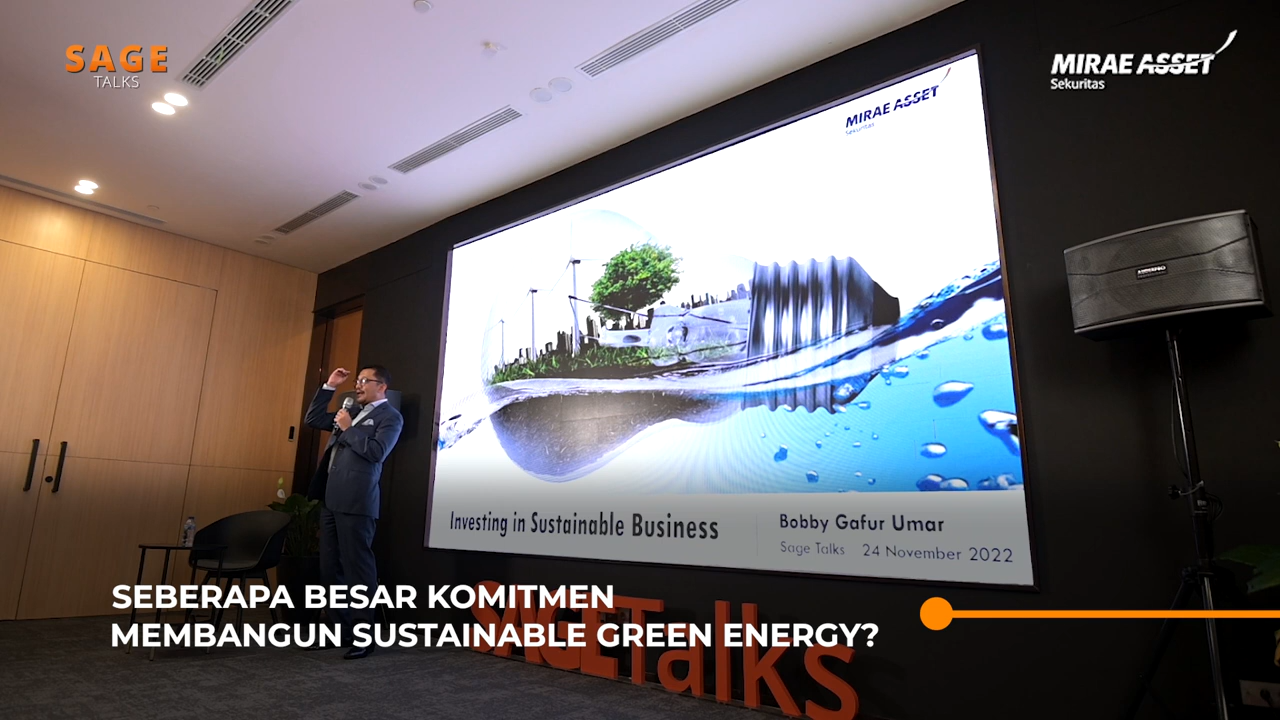 SAGE
TALKS
MIRAE ASSET
Sekuritas
MIRAE ASSET
Sekuritas
Investing in Sustainable Business
Bobby Gafur Umar
Sage Talks 24 November 2022
SEBERAPA BESAR KOMITMEN
MEMBANGUN SUSTAINABLE GREEN ENERGY?
SAGETalks